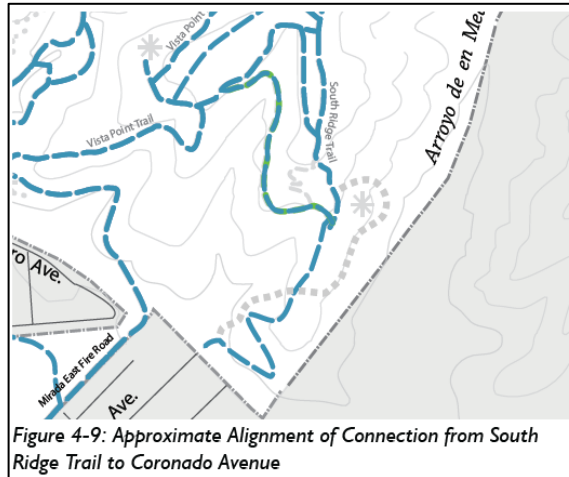 Vista Point
Arroyo de en Me
South Ridge Trail
Vista Point Trail
ro Ave.
Mirada East Fire Road
Ave.
Figure 4-9: Approximate Alignment of Connection from South
Ridge Trail to Coronado Avenue